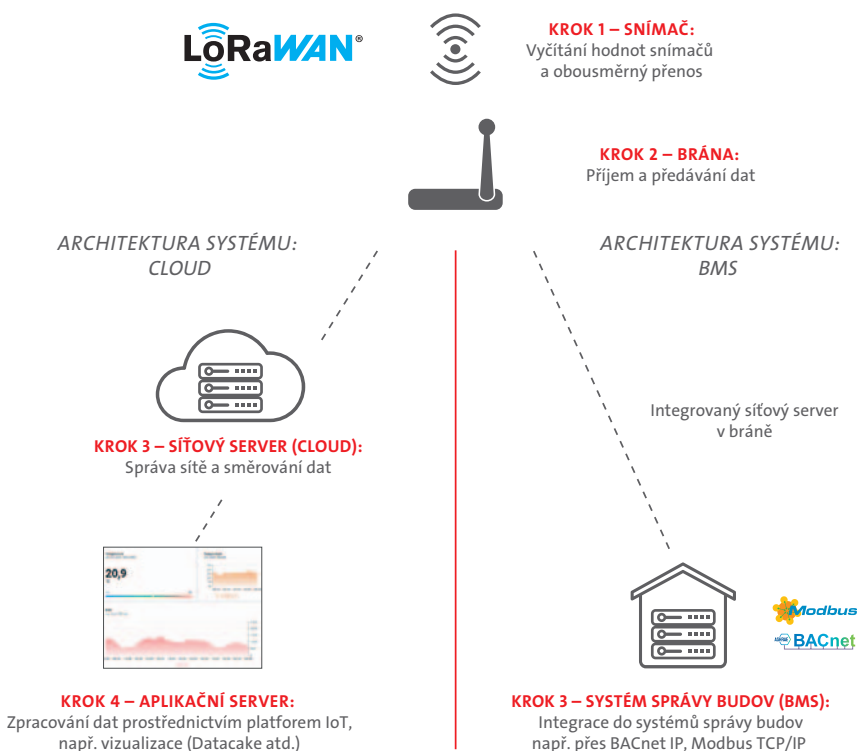 LoRaWAN®
KROK 1 – SNÍMAČ:
Vyčítání hodnot snímačů
a obousměrný přenos
KROK 2 – BRÁNA:
Příjem a předávání dat
ARCHITEKTURA SYSTÉMU:
CLOUD
ARCHITEKTURA SYSTÉMU:
BMS
Integrovaný síťový server
v bráně
KROK 3 – SÍŤOVÝ SERVER (CLOUD):
Správa sítě a směrování dat
20,9
Modbus
ASHRAE BACnet
KROK 4 – APLIKAČNÍ SERVER:
Zpracování dat prostřednictvím platforem IoT,
např. vizualizace (Datacake atd.)
KROK 3 – SYSTÉM SPRÁVY BUDOV (BMS):
Integrace do systémů správy budov
např. přes BACnet IP, Modbus TCP/IP